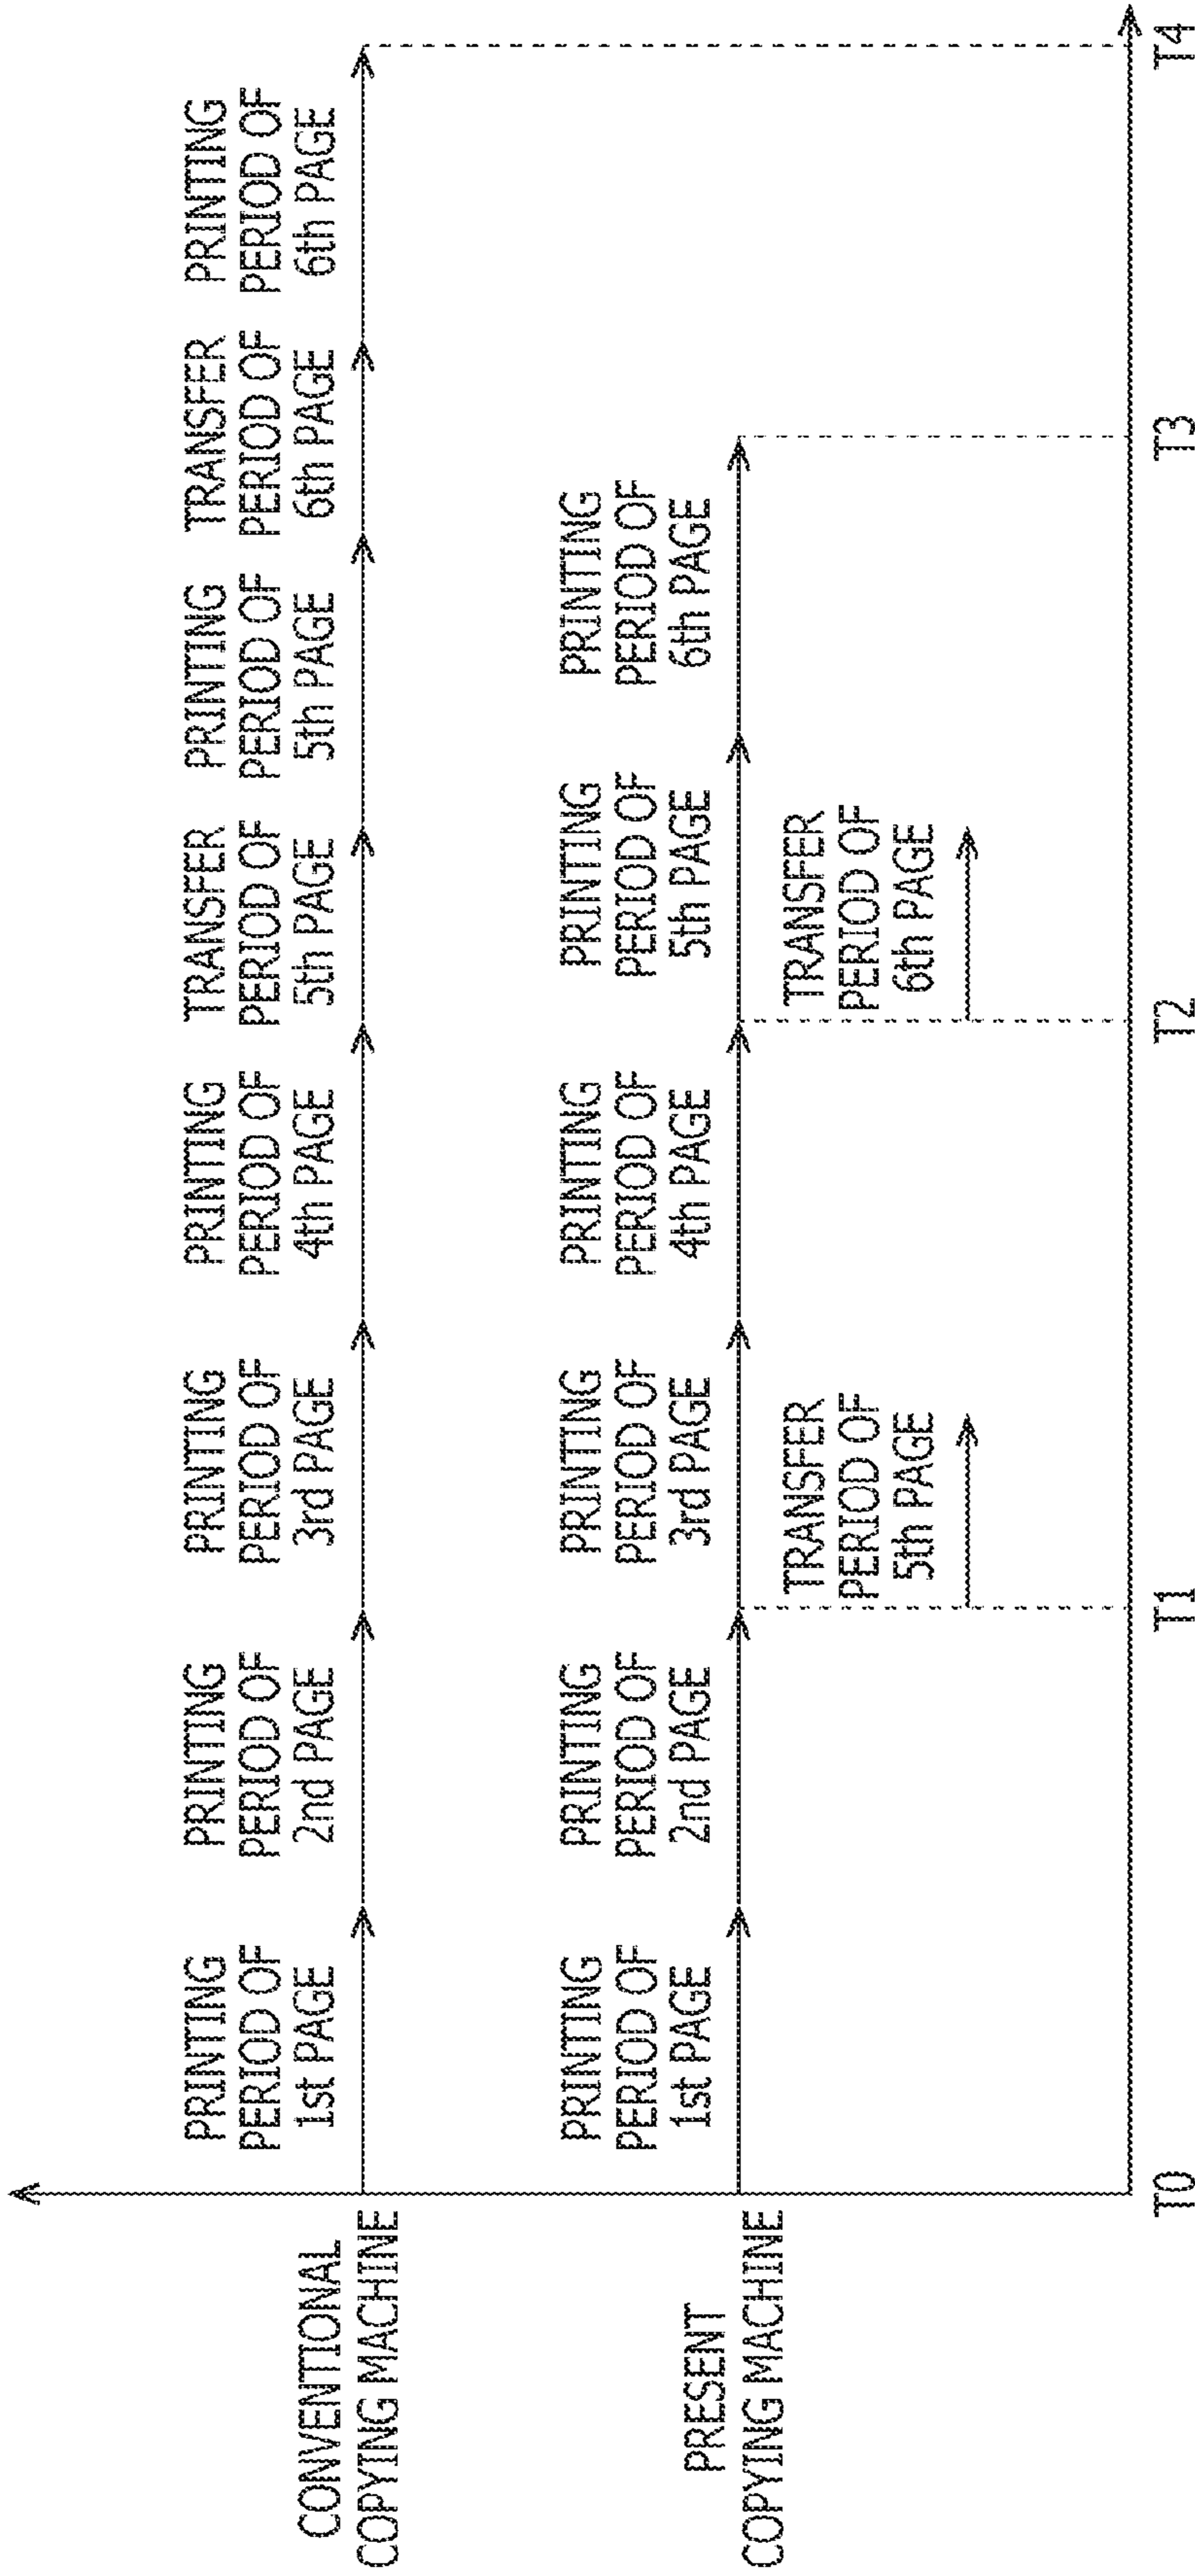 CONVENTIONAL
COPYING MACHINE
PRINTING
PERIOD OF
1st PAGE
PRINTING
PERIOD OF
2nd PAGE
PRINTING
PERIOD OF
3rd PAGE
PRINTING
PERIOD OF
4th PAGE
TRANSFER
PERIOD OF
5th PAGE
PRINTING
PERIOD OF
5th PAGE
TRANSFER
PERIOD OF
6th PAGE
PRINTING
PERIOD OF
6th PAGE
PRESENT
COPYING MACHINE
PRINTING
PERIOD OF
1st PAGE
PRINTING
PERIOD OF
2nd PAGE
PRINTING
PERIOD OF
3rd PAGE
PRINTING
PERIOD OF
4th PAGE
PRINTING
PERIOD OF
5th PAGE
PRINTING
PERIOD OF
6th PAGE
TRANSFER
PERIOD OF
5th PAGE
TRANSFER
PERIOD OF
6th PAGE
T0
T1
T2
T3
T4